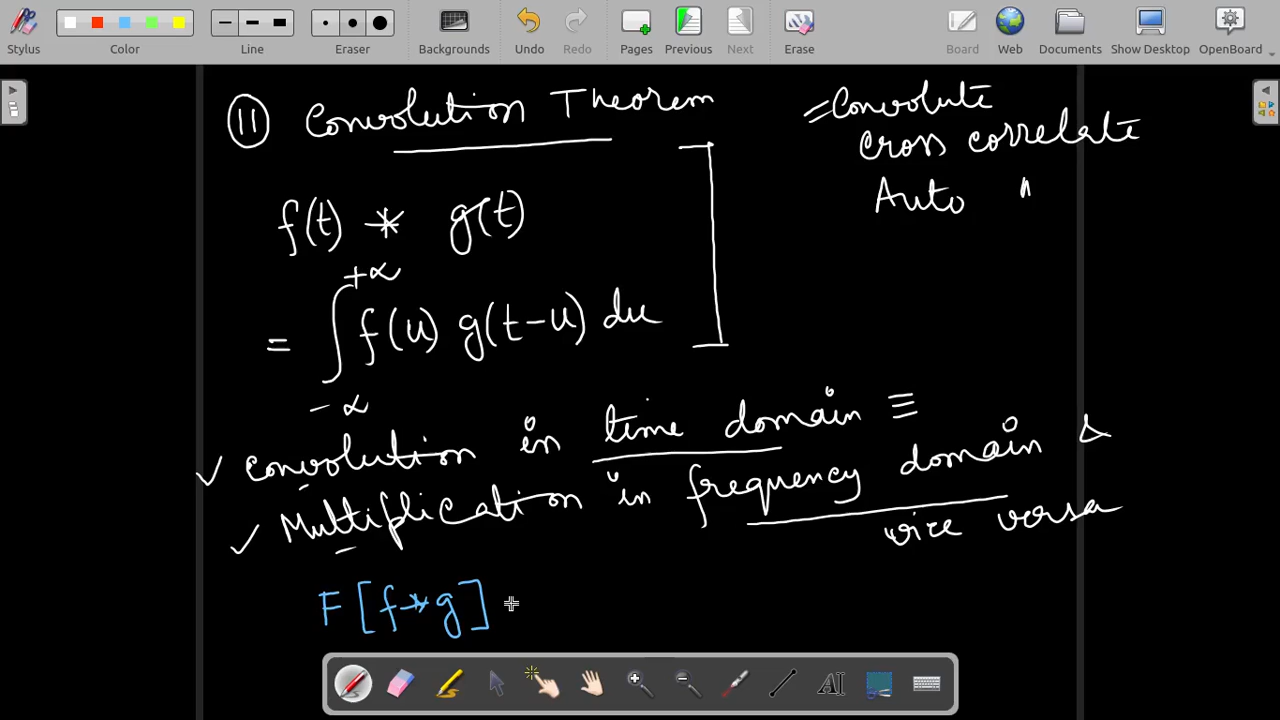 Stylus Color Line Eraser Backgrounds Undo Redo Pages Previous Next Erase Board Web Documents Show Desktop OpenBoard
⑪ Convolution Theorem
= Convolute
Cross correlate
Auto "
f(t) * g(t)
= ∫_{-α}^{+α} f(u) g(t-u) du
✓ Convolution in time domain ≡
✓ Multiplication in frequency domain &
vice versa
F[f*g]
AI